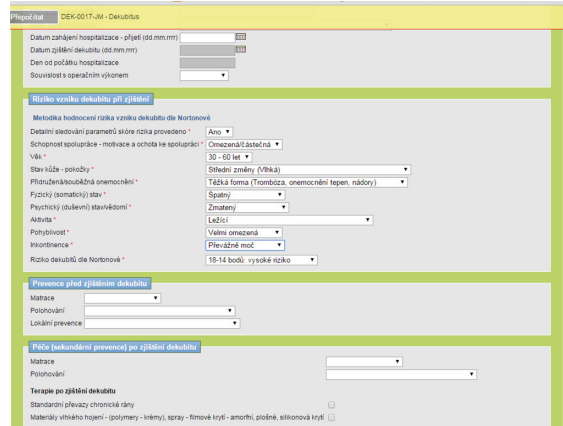 Přepočítat DEK-0017-JM - Dekubitus
Datum zahájení hospitalizace - přijetí (dd.mm.rrrr)
Datum zjištění dekubitu (dd.mm.rrrr)
Den od počátku hospitalizace
Souvislost s operačním výkonem
Riziko vzniku dekubitu při zjištění
Metodika hodnocení rizika vzniku dekubitu dle Nortonové
Detailní sledování parametrů skóre rizika provedeno * Ano
Schopnost spolupráce - motivace a ochota ke spolupráci * Omezená/částečná
Věk * 30 - 60 let
Stav kůže - pokožky * Střední změny (Vlhká)
Přidružená/souběžná onemocnění * Těžká forma (Trombóza, onemocnění tepen, nádory)
Fyzický (somatický) stav * Špatný
Psychický (duševní) stav/vědomí * Zmatený
Aktivita * Ležící
Pohyblivost * Velmi omezená
Inkontinence * Převážně moč
Riziko dekubitů dle Nortonové * 18-14 bodů: vysoké riziko
Prevence před zjištěním dekubitu
Matrace
Polohování
Lokální prevence
Péče (sekundární prevence) po zjištění dekubitu
Matrace
Polohování
Terapie po zjištění dekubitu
Standardní převazy chronické rány
Materiály vlhkého hojení - (polymery - krémy), spray - filmové krytí - amorfní, plošné, silikonová krytí